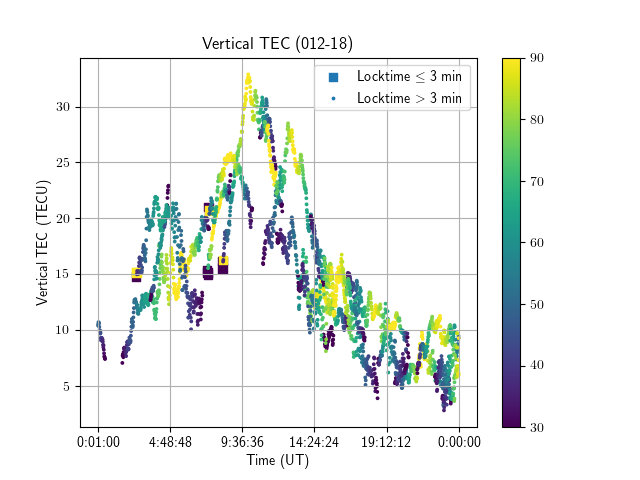 Vertical TEC (012-18)
Locktime ≤ 3 min
Locktime > 3 min
Vertical TEC (TECU)
30
25
20
15
10
5
0:01:00 4:48:48 9:36:36 14:24:24 19:12:12 0:00:00
Time (UT)
90
80
70
60
50
40
30